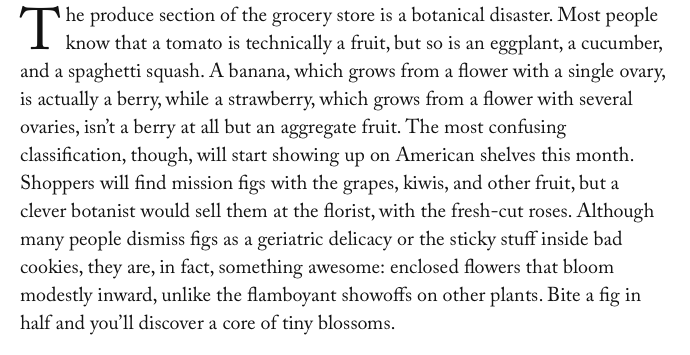 The produce section of the grocery store is a botanical disaster. Most people
know that a tomato is technically a fruit, but so is an eggplant, a cucumber,
and a spaghetti squash. A banana, which grows from a flower with a single ovary,
is actually a berry, while a strawberry, which grows from a flower with several
ovaries, isn’t a berry at all but an aggregate fruit. The most confusing
classification, though, will start showing up on American shelves this month.
Shoppers will find mission figs with the grapes, kiwis, and other fruit, but a
clever botanist would sell them at the florist, with the fresh-cut roses. Although
many people dismiss figs as a geriatric delicacy or the sticky stuff inside bad
cookies, they are, in fact, something awesome: enclosed flowers that bloom
modestly inward, unlike the flamboyant showoffs on other plants. Bite a fig in
half and you’ll discover a core of tiny blossoms.